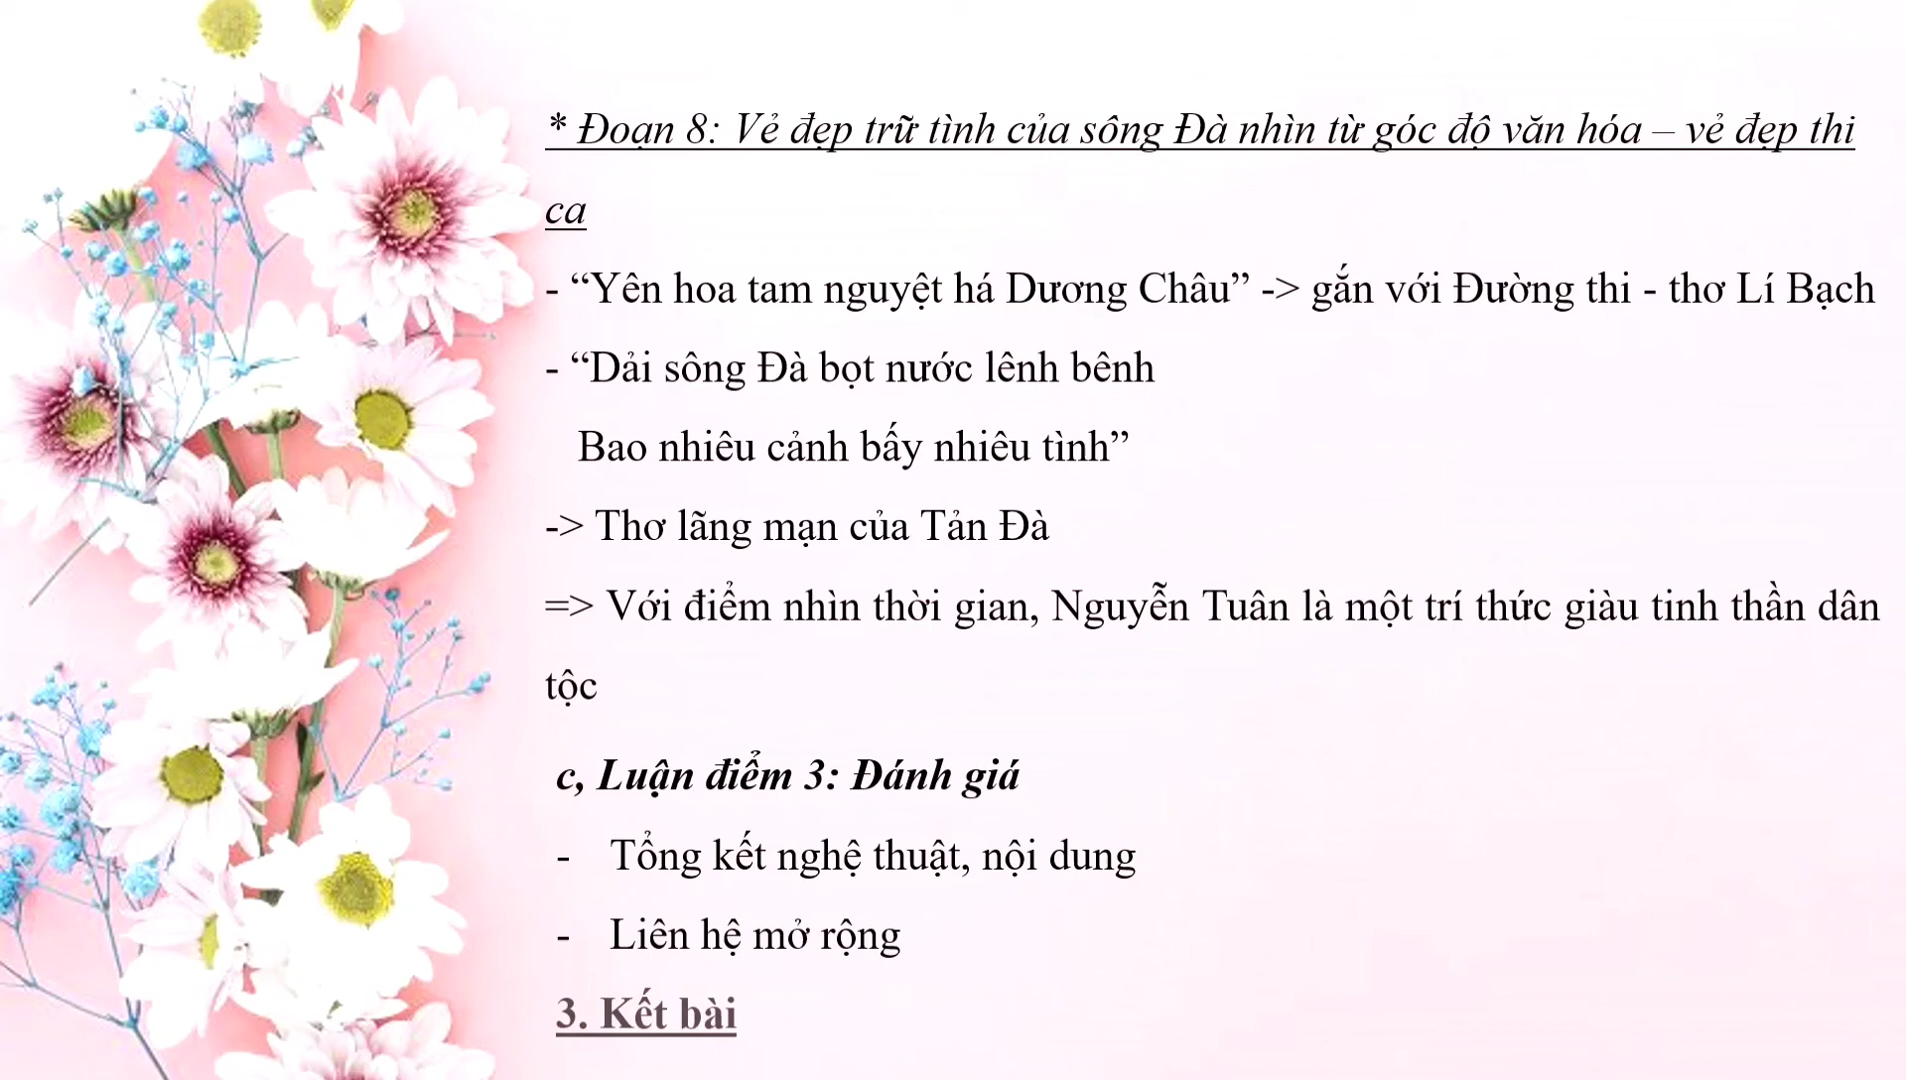 * Đoạn 8: Vẻ đẹp trữ tình của sông Đà nhìn từ góc độ văn hóa – vẻ đẹp thi
ca
- “Yên hoa tam nguyệt há Dương Châu” -> gắn với Đường thi - thơ Lí Bạch
- “Dải sông Đà bọt nước lênh bênh
Bao nhiêu cảnh bấy nhiêu tình”
-> Thơ lãng mạn của Tản Đà
=> Với điểm nhìn thời gian, Nguyễn Tuân là một trí thức giàu tinh thần dân
tộc
c, Luận điểm 3: Đánh giá
- Tổng kết nghệ thuật, nội dung
- Liên hệ mở rộng
3. Kết bài